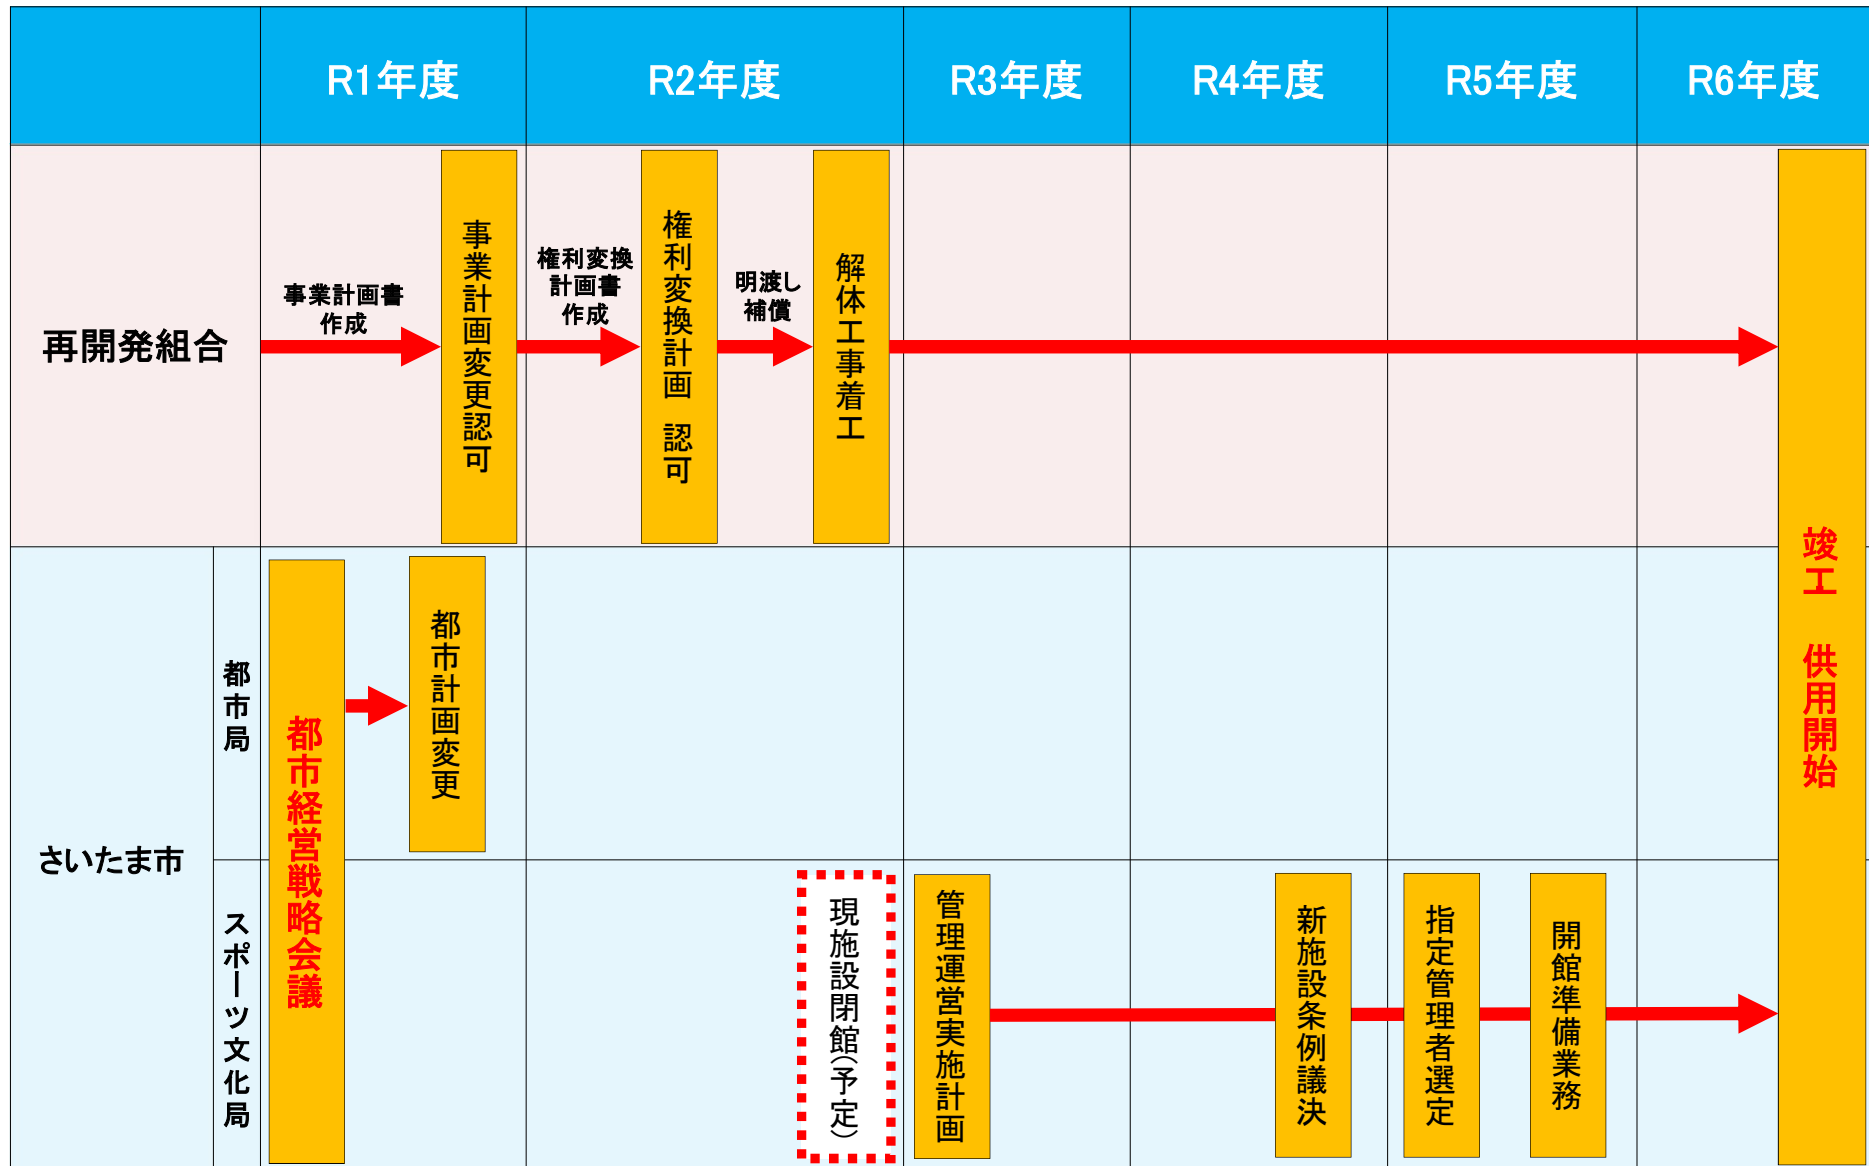 R1年度
R2年度
R3年度
R4年度
R5年度
R6年度
再開発組合
事業計画書
作成
事業計画変更認可
権利変換
計画書
作成
権利変換計画 認可
明渡し
補償
解体工事着工
竣工 供用開始
さいたま市
都市局
都市経営戦略会議
都市計画変更
スポーツ文化局
現施設閉館(予定)
管理運営実施計画
新施設条例議決
指定管理者選定
開館準備業務